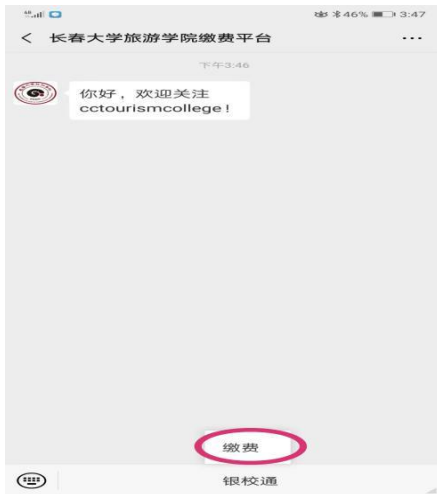 46% 3:47
长春大学旅游学院缴费平台
下午3:46
你好，欢迎关注
cctourismcollege!
缴费
银校通